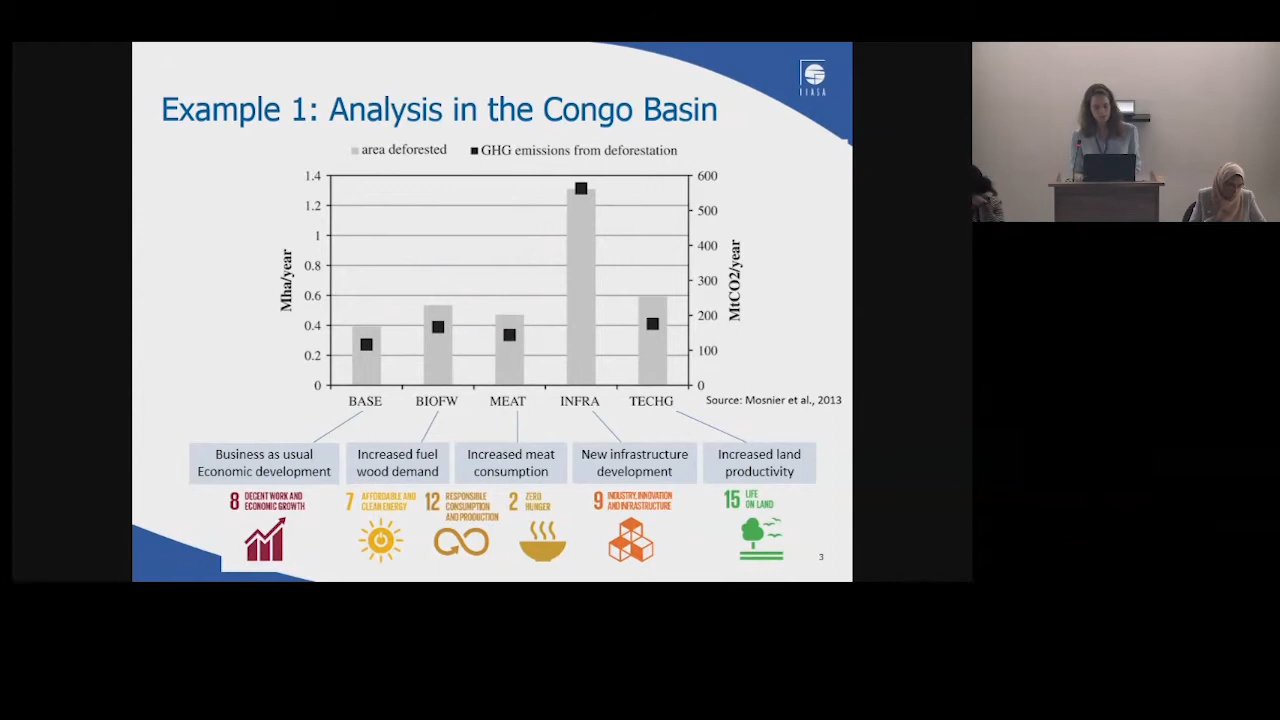 IIASA
Example 1: Analysis in the Congo Basin
area deforested GHG emissions from deforestation
1.4
1.2
1
0.8
0.6
0.4
0.2
0
Mha/year
600
500
400
300
200
100
0
MtCO2/year
BASE BIOFW MEAT INFRA TECHG
Source: Mosnier et al., 2013
Business as usual
Economic development
Increased fuel
wood demand
Increased meat
consumption
New infrastructure
development
Increased land
productivity
8 DECENT WORK AND
ECONOMIC GROWTH
7 AFFORDABLE AND
CLEAN ENERGY
12 RESPONSIBLE
CONSUMPTION
AND PRODUCTION
2 ZERO
HUNGER
9 INDUSTRY, INNOVATION
AND INFRASTRUCTURE
15 LIFE
ON LAND
3